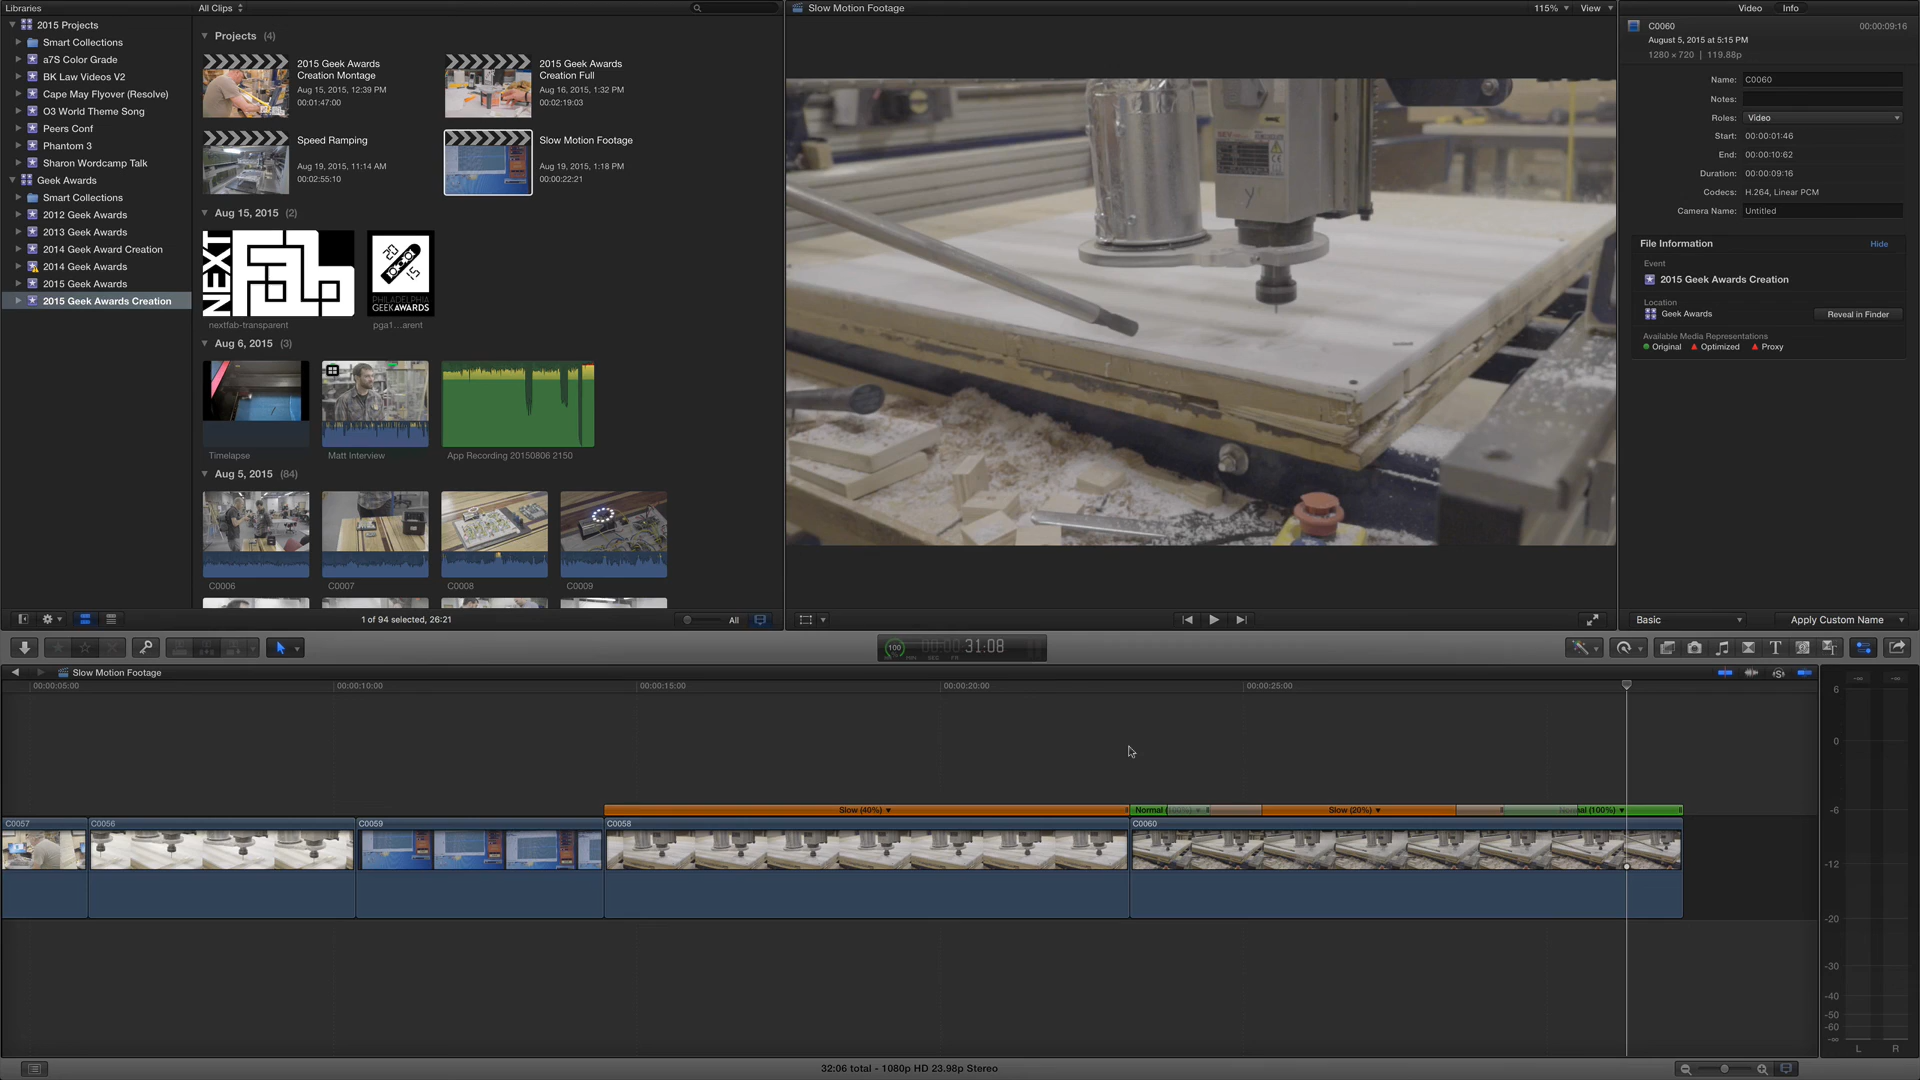 Libraries
2015 Projects
Smart Collections
a7S Color Grade
BK Law Videos V2
Cape May Flyover (Resolve)
O3 World Theme Song
Peers Conf
Phantom 3
Sharon Wordcamp Talk
Geek Awards
Smart Collections
2012 Geek Awards
2013 Geek Awards
2014 Geek Award Creation
2014 Geek Awards
2015 Geek Awards
2015 Geek Awards Creation
All Clips
Projects (4)
2015 Geek Awards
Creation Montage
Aug 15, 2015, 12:39 PM
00:01:47:00
2015 Geek Awards
Creation Full
Aug 16, 2015, 1:32 PM
00:02:19:03
Speed Ramping
Aug 19, 2015, 11:14 AM
00:02:55:10
Slow Motion Footage
Aug 19, 2015, 1:18 PM
00:00:22:21
Aug 15, 2015 (2)
NEXT
20
15
PHILADELPHIA
GEEKAWARDS
nextfab-transparent
pga1...arent
Aug 6, 2015 (3)
Timelapse
Matt Interview
App Recording 20150806 2150
Aug 5, 2015 (84)
C0006
C0007
C0008
C0009
1 of 94 selected, 26:21
All
Slow Motion Footage
115%
View
Video
Info
C0060
00:00:09:16
August 5, 2015 at 5:15 PM
1280 × 720 | 119.88p
Name: C0060
Notes:
Roles: Video
Start: 00:00:01:46
End: 00:00:10:62
Duration: 00:00:09:16
Codecs: H.264, Linear PCM
Camera Name: Untitled
File Information
Hide
Event
2015 Geek Awards Creation
Location
Geek Awards
Reveal in Finder
Available Media Representations
Original
Optimized
Proxy
Basic
Apply Custom Name
100
00:00:31:08
Slow Motion Footage
00:00:05:00
00:00:10:00
00:00:15:00
00:00:20:00
00:00:25:00
Slow (40%)
Normal (100%)
Slow (20%)
Normal (100%)
C0057
C0056
C0059
C0058
C0060
6
0
-6
-12
-20
-30
-40
-50
-60
-∞
L
R
32:06 total - 1080p HD 23.98p Stereo